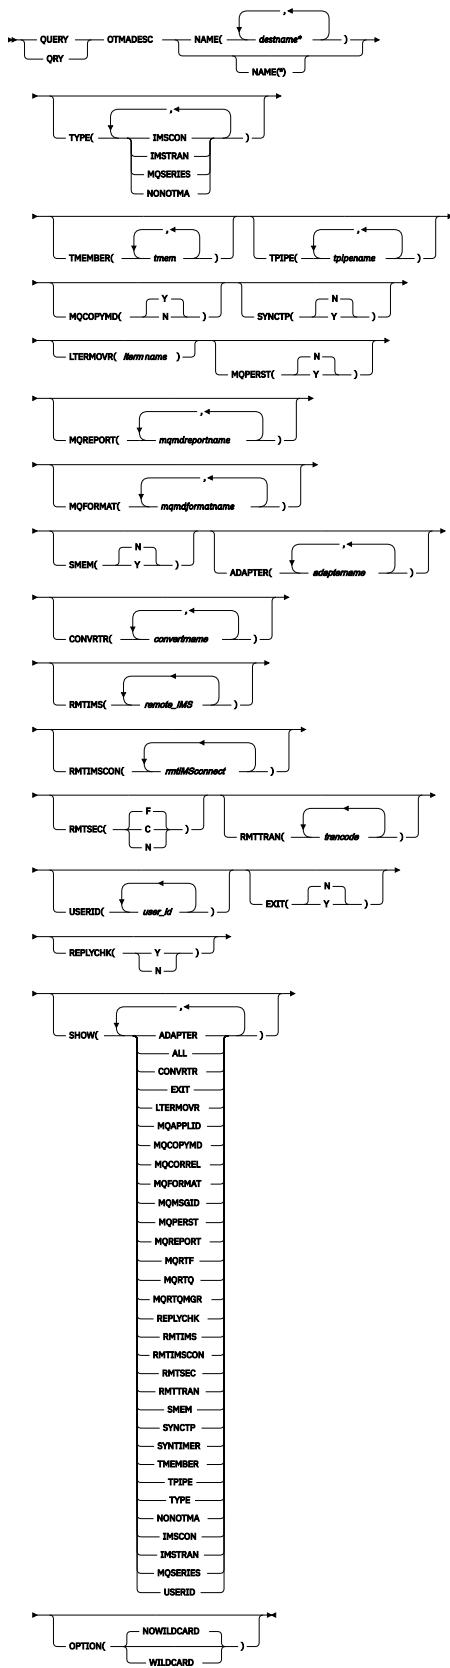 ,
QUERY OTMADESC NAME( destname* )
QRY NAME(*)
,
TYPE( IMSCON )
IMSTRAN
MQSERIES
NONOTMA
, ,
TMEMBER( tmem ) TPIPE( tpipename )
Y N
MQCOPYMD( N ) SYNCTP( Y )
LTERMOVR( lterm name ) N
MQPERST( Y )
,
MQREPORT( mqmdreportname )
,
MQFORMAT( mqmdformatname )
N ,
SMEM( Y ) ADAPTER( adaptername )
,
CONVRTR( convertrname )
RMTIMS( remote_IMS )
RMTIMSCON( rmtIMSconnect )
F
RMTSEC( C ) RMTTRAN( trancode )
N
N
USERID( user_id ) EXIT( Y )
REPLYCHK( Y )
N
,
SHOW( ADAPTER )
ALL
CONVRTR
EXIT
LTERMOVR
MQAPPLID
MQCOPYMD
MQCORREL
MQFORMAT
MQMSGID
MQPERST
MQREPORT
MQRTF
MQRTQ
MQRTQMGR
REPLYCHK
RMTIMS
RMTIMSCON
RMTSEC
RMTTRAN
SMEM
SYNCTP
SYNTIMER
TMEMBER
TPIPE
TYPE
NONOTMA
IMSCON
IMSTRAN
MQSERIES
USERID
NOWILDCARD
OPTION( )
WILDCARD